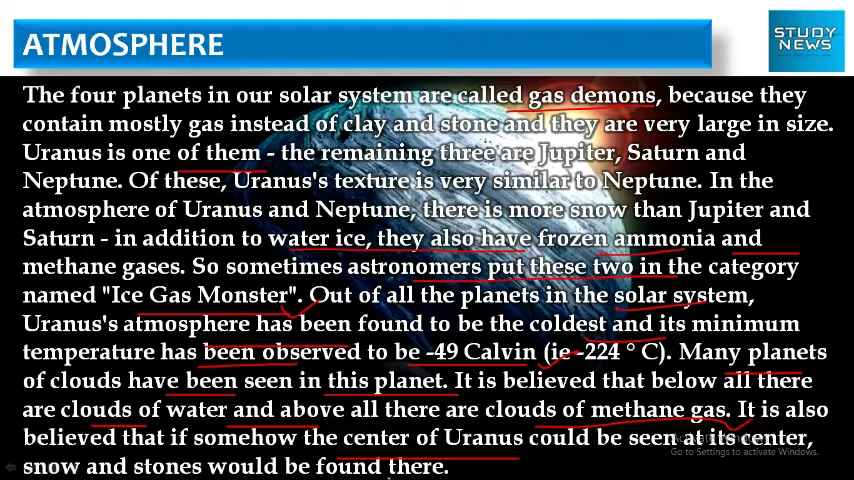 ATMOSPHERE
STUDY
NEWS
The four planets in our solar system are called gas demons, because they
contain mostly gas instead of clay and stone and they are very large in size.
Uranus is one of them - the remaining three are Jupiter, Saturn and
Neptune. Of these, Uranus's texture is very similar to Neptune. In the
atmosphere of Uranus and Neptune, there is more snow than Jupiter and
Saturn - in addition to water ice, they also have frozen ammonia and
methane gases. So sometimes astronomers put these two in the category
named "Ice Gas Monster". Out of all the planets in the solar system,
Uranus's atmosphere has been found to be the coldest and its minimum
temperature has been observed to be -49 Calvin (ie -224 ° C). Many planets
of clouds have been seen in this planet. It is believed that below all there
are clouds of water and above all there are clouds of methane gas. It is also
believed that if somehow the center of Uranus could be seen at its center,
snow and stones would be found there.
Activate Windows
Go to Settings to activate Windows.